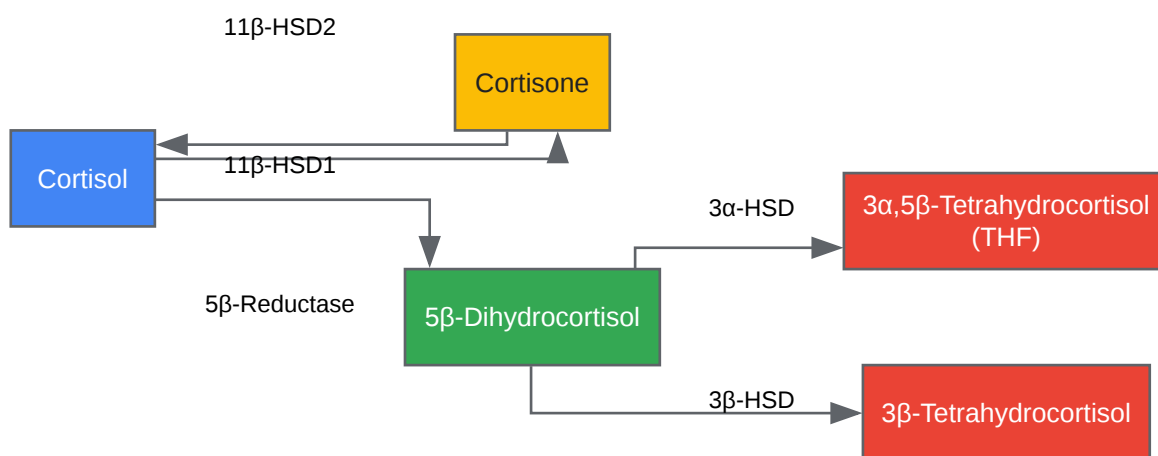 11β-HSD2
Cortisone
11β-HSD1
Cortisol
3α-HSD
3α,5β-Tetrahydrocortisol
(THF)
5β-Reductase
5β-Dihydrocortisol
3β-HSD
3β-Tetrahydrocortisol